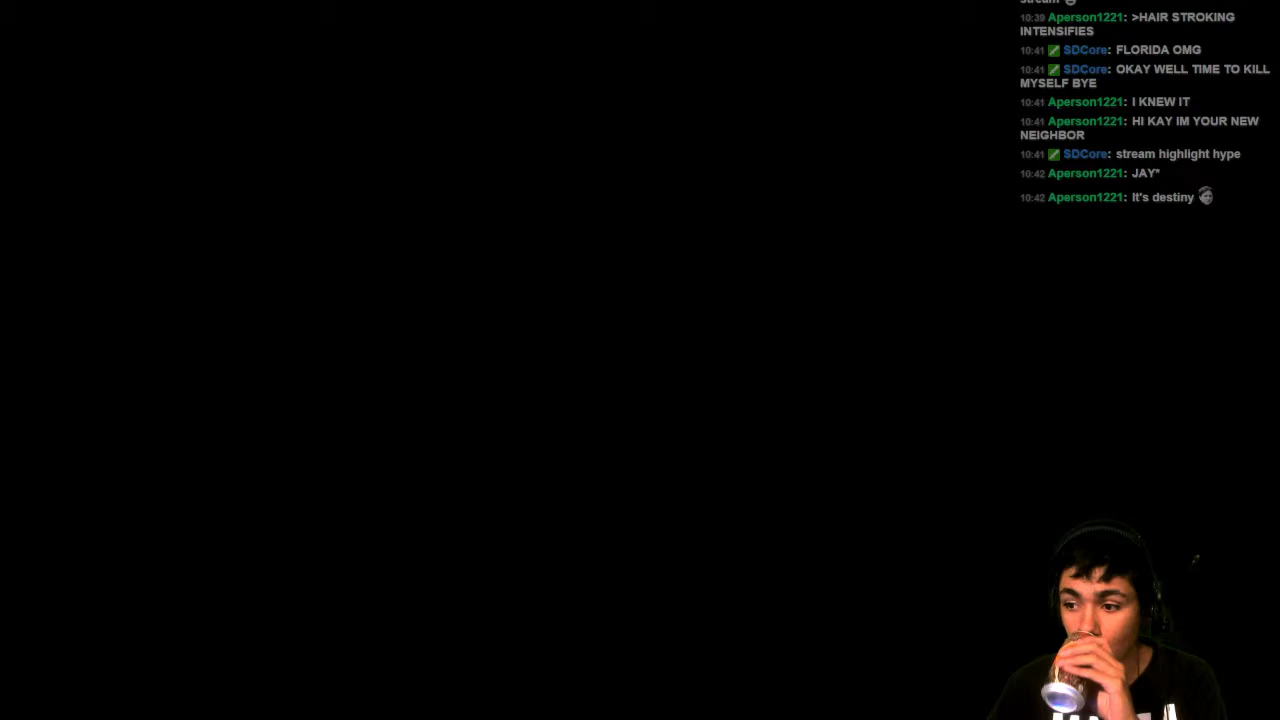 stream
10:39 Aperson1221: >HAIR STROKING
INTENSIFIES
10:41 SDCore: FLORIDA OMG
10:41 SDCore: OKAY WELL TIME TO KILL
MYSELF BYE
10:41 Aperson1221: I KNEW IT
10:41 Aperson1221: HI KAY IM YOUR NEW
NEIGHBOR
10:41 SDCore: stream highlight hype
10:42 Aperson1221: JAY*
10:42 Aperson1221: It's destiny